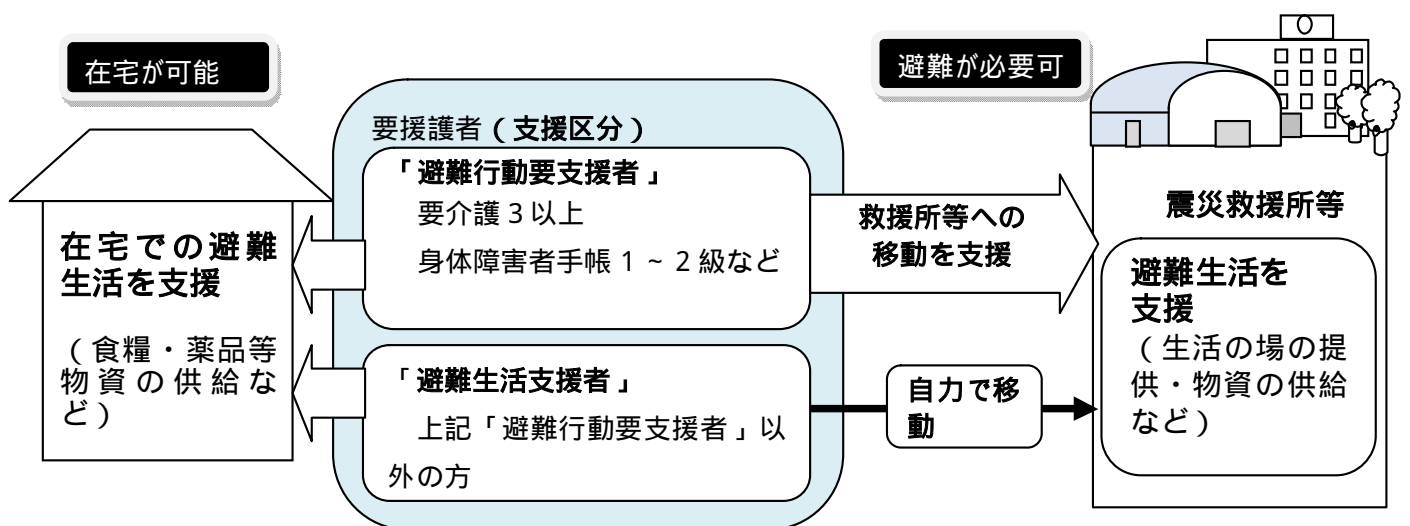 在宅が可能
避難が必要可
要援護者(支援区分)
「避難行動要支援者」
要介護3以上
身体障害者手帳1~2級など
「避難生活支援者」
上記「避難行動要支援者」以
外の方
在宅での避難
生活を支援
(食糧・薬品等
物資の供給な
ど)
救援所等への
移動を支援
自力で移
動
震災救援所等
避難生活を
支援
(生活の場の提
供・物資の供給
など)